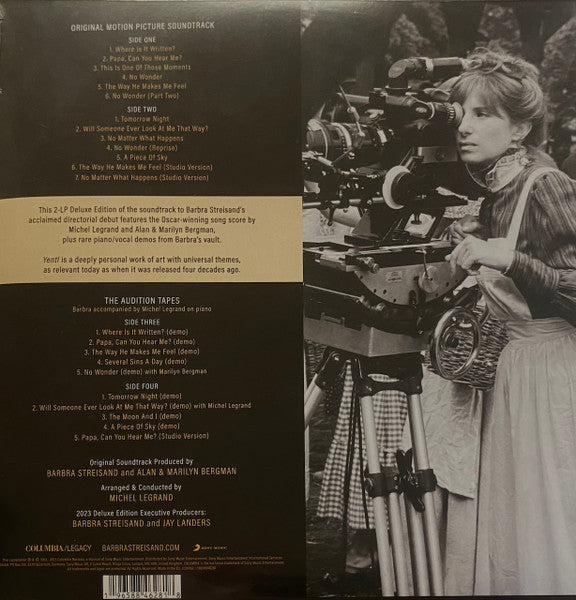 ORIGINAL MOTION PICTURE SOUNDTRACK
SIDE ONE
1. Where Is It Written?
2. Papa, Can You Hear Me?
3. This Is One Of Those Moments
4. No Wonder
5. The Way He Makes Me Feel
6. No Wonder (Part Two)
SIDE TWO
1. Tomorrow Night
2. Will Someone Ever Look At Me That Way?
3. No Matter What Happens
4. No Wonder (Reprise)
5. A Piece Of Sky
6. The Way He Makes Me Feel (Studio Version)
7. No Matter What Happens (Studio Version)
This 2-LP Deluxe Edition of the soundtrack to Barbra Streisand's
acclaimed directorial debut features the Oscar-winning song score by
Michel Legrand and Alan & Marilyn Bergman,
plus rare piano/vocal demos from Barbra's vault.
Yentl is a deeply personal work of art with universal themes,
as relevant today as when it was released four decades ago.
THE AUDITION TAPES
Barbra accompanied by Michel Legrand on piano
SIDE THREE
1. Where Is It Written? (demo)
2. Papa, Can You Hear Me? (demo)
3. The Way He Makes Me Feel (demo)
4. Several Sins A Day (demo)
5. No Wonder (demo) with Marilyn Bergman
SIDE FOUR
1. Tomorrow Night (demo)
2. Will Someone Ever Look At Me That Way? (demo) with Michel Legrand
3. The Moon And I (demo)
4. A Piece Of Sky (demo)
5. Papa, Can You Hear Me? (Studio Version)
Original Soundtrack Produced by
BARBRA STREISAND and ALAN & MARILYN BERGMAN
Arranged & Conducted by
MICHEL LEGRAND
2023 Deluxe Edition Executive Producers:
BARBRA STREISAND and JAY LANDERS
COLUMBIA/LEGACY BARBRASTREISAND.COM SONY MUSIC
1 96588 46281 8